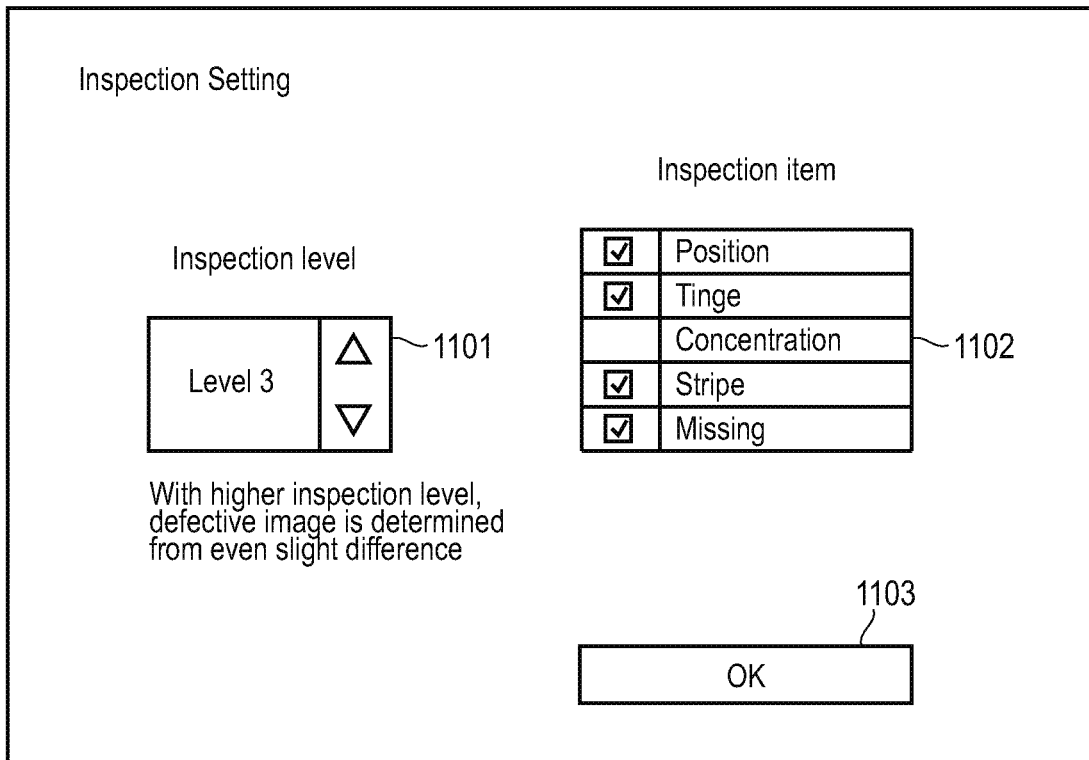 Inspection Setting
Inspection item
Inspection level
Position
Tinge
Concentration
Stripe
Missing
1102
Level 3
1101
With higher inspection level,
defective image is determined
from even slight difference
1103
OK